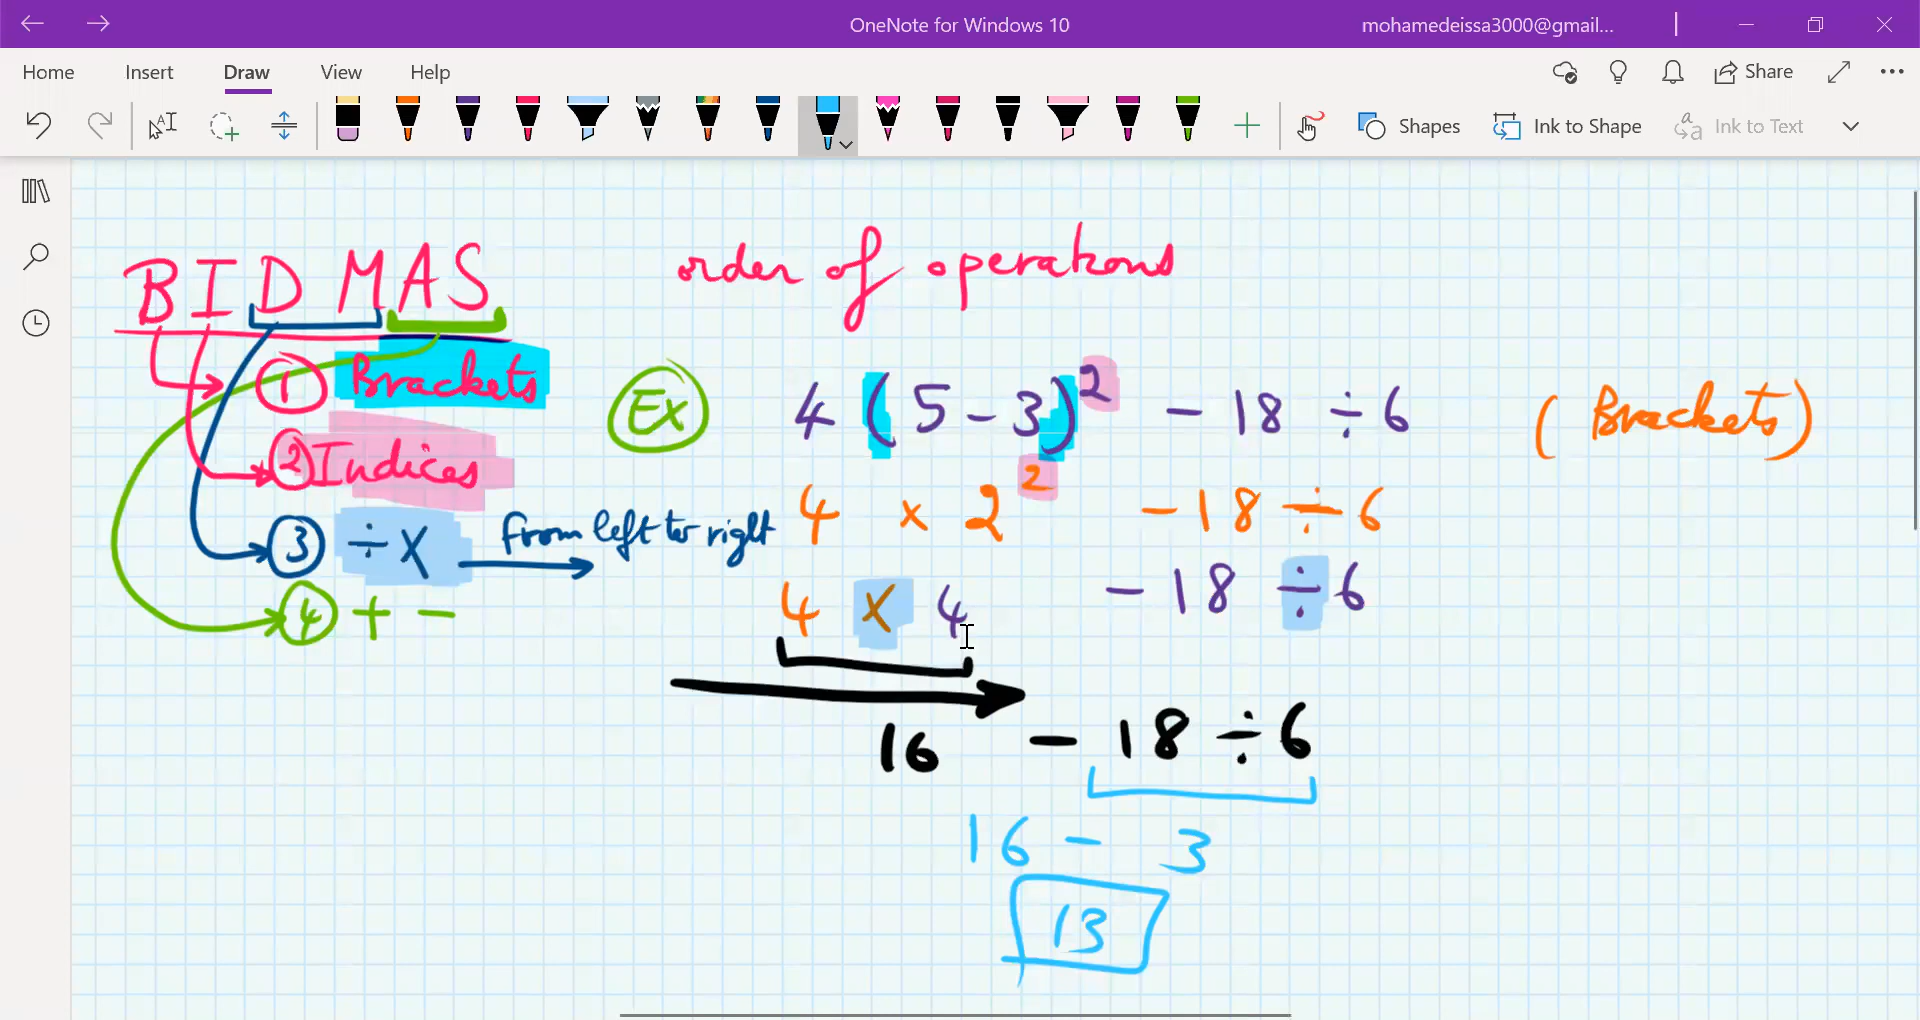 OneNote for Windows 10
mohamedeissa3000@gmail...
Home Insert Draw View Help
Share
Shapes Ink to Shape Ink to Text
BIDMAS
order of operations
① Brackets
② Indices
③ ÷ X from left to right
④ + −
Ex
4 (5 − 3)² − 18 ÷ 6 (Brackets)
4 x 2² − 18 ÷ 6
4 X 4 − 18 ÷ 6
16 − 18 ÷ 6
16 − 3
13